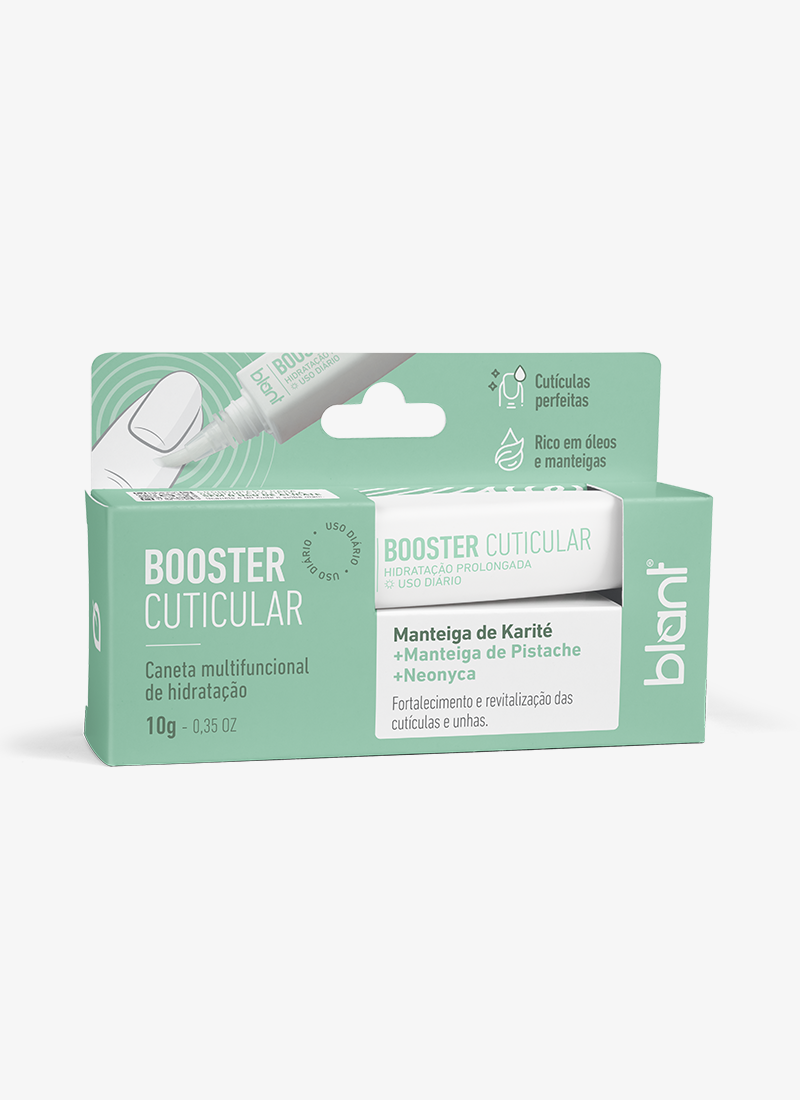 blant
BOOSTER
HIDRATAÇÃO
☼ USO DIÁRIO
Cutículas
perfeitas
Rico em óleos
e manteigas
BOOSTER
CUTICULAR
USO DIÁRIO • USO DIÁRIO •
Caneta multifuncional
de hidratação
10g - 0,35 OZ
BOOSTER CUTICULAR
HIDRATAÇÃO PROLONGADA
☼ USO DIÁRIO
Manteiga de Karité
+Manteiga de Pistache
+Neonyca
Fortalecimento e revitalização das
cutículas e unhas.
blant®